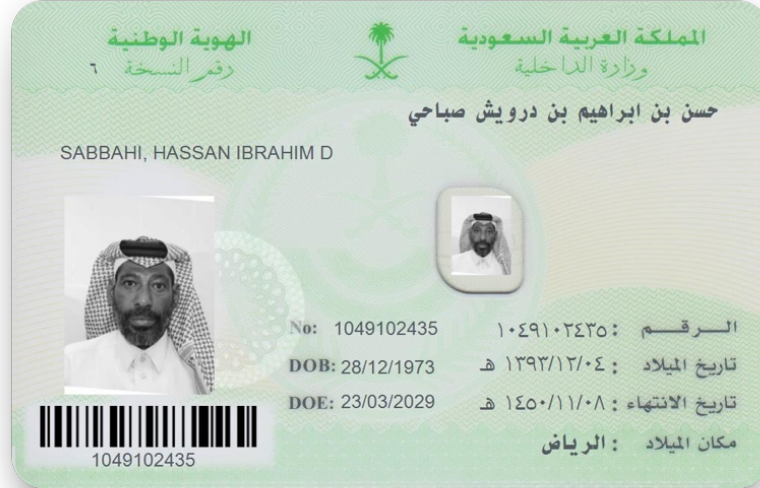 المملكة العربية السعودية
وزارة الداخلية
الهوية الوطنية
رقم النسخة ٦
حسن بن ابراهيم بن درويش صباحي
SABBAHI, HASSAN IBRAHIM D
الرقم : ١٠٤٩١٠٢٤٣٥ No: 1049102435
تاريخ الميلاد : ١٣٩٣/١٢/٠٤ هـ DOB: 28/12/1973
تاريخ الانتهاء : ١٤٥٠/١١/٠٨ هـ DOE: 23/03/2029
مكان الميلاد : الرياض
1049102435